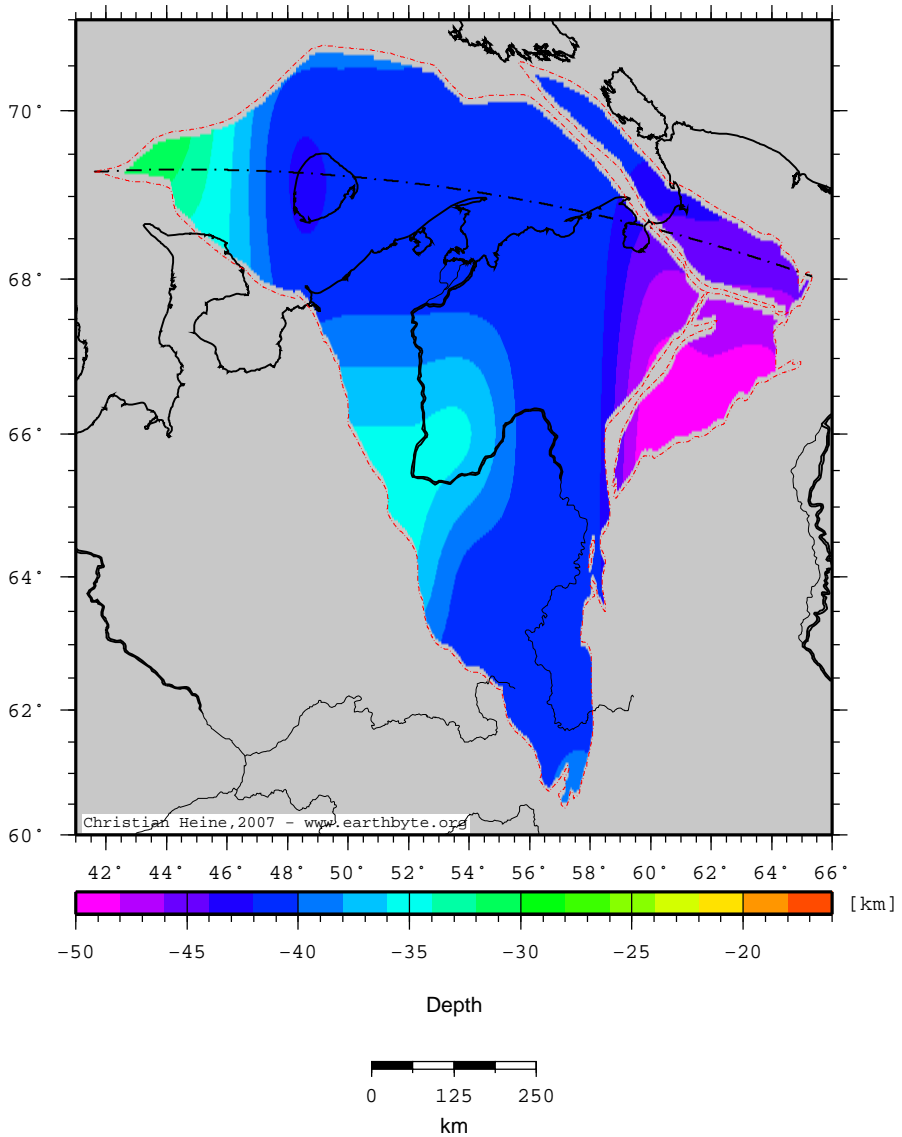 70°
68°
66°
64°
62°
60°
Christian Heine,2007 - www.earthbyte.org
42° 44° 46° 48° 50° 52° 54° 56° 58° 60° 62° 64° 66°
[km]
-50 -45 -40 -35 -30 -25 -20
Depth
0 125 250
km